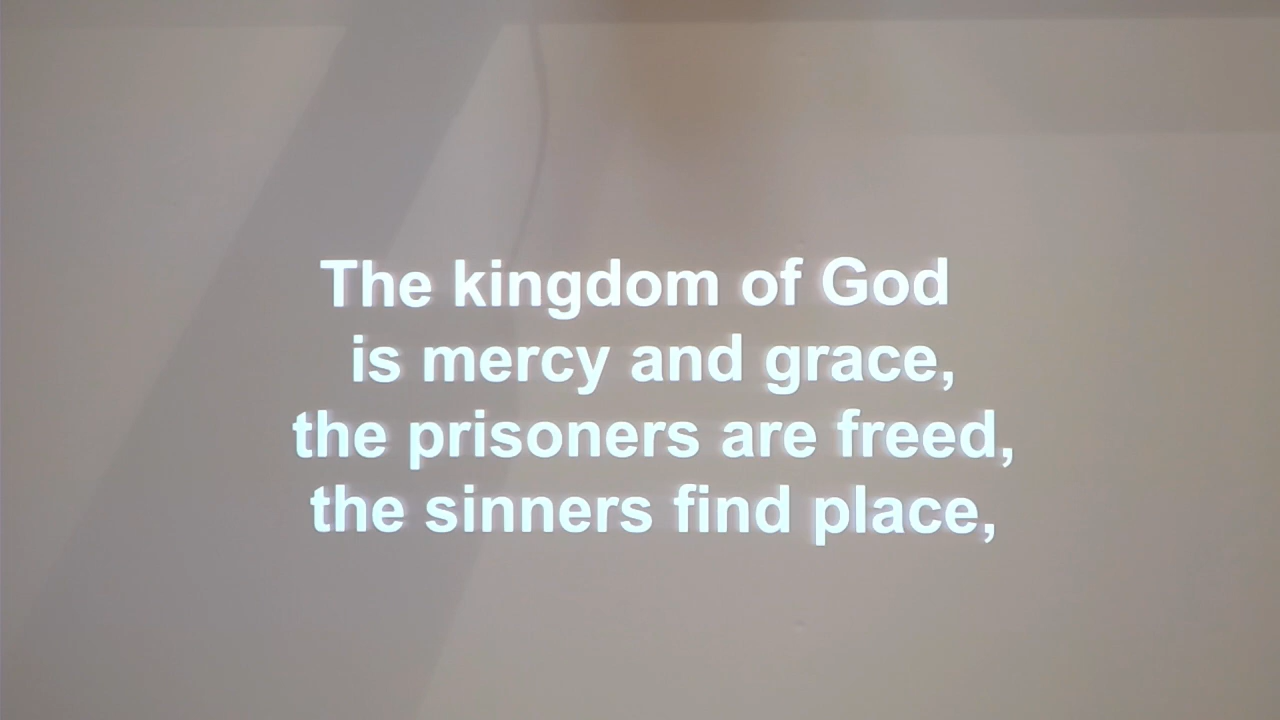 The kingdom of God
is mercy and grace,
the prisoners are freed,
the sinners find place,